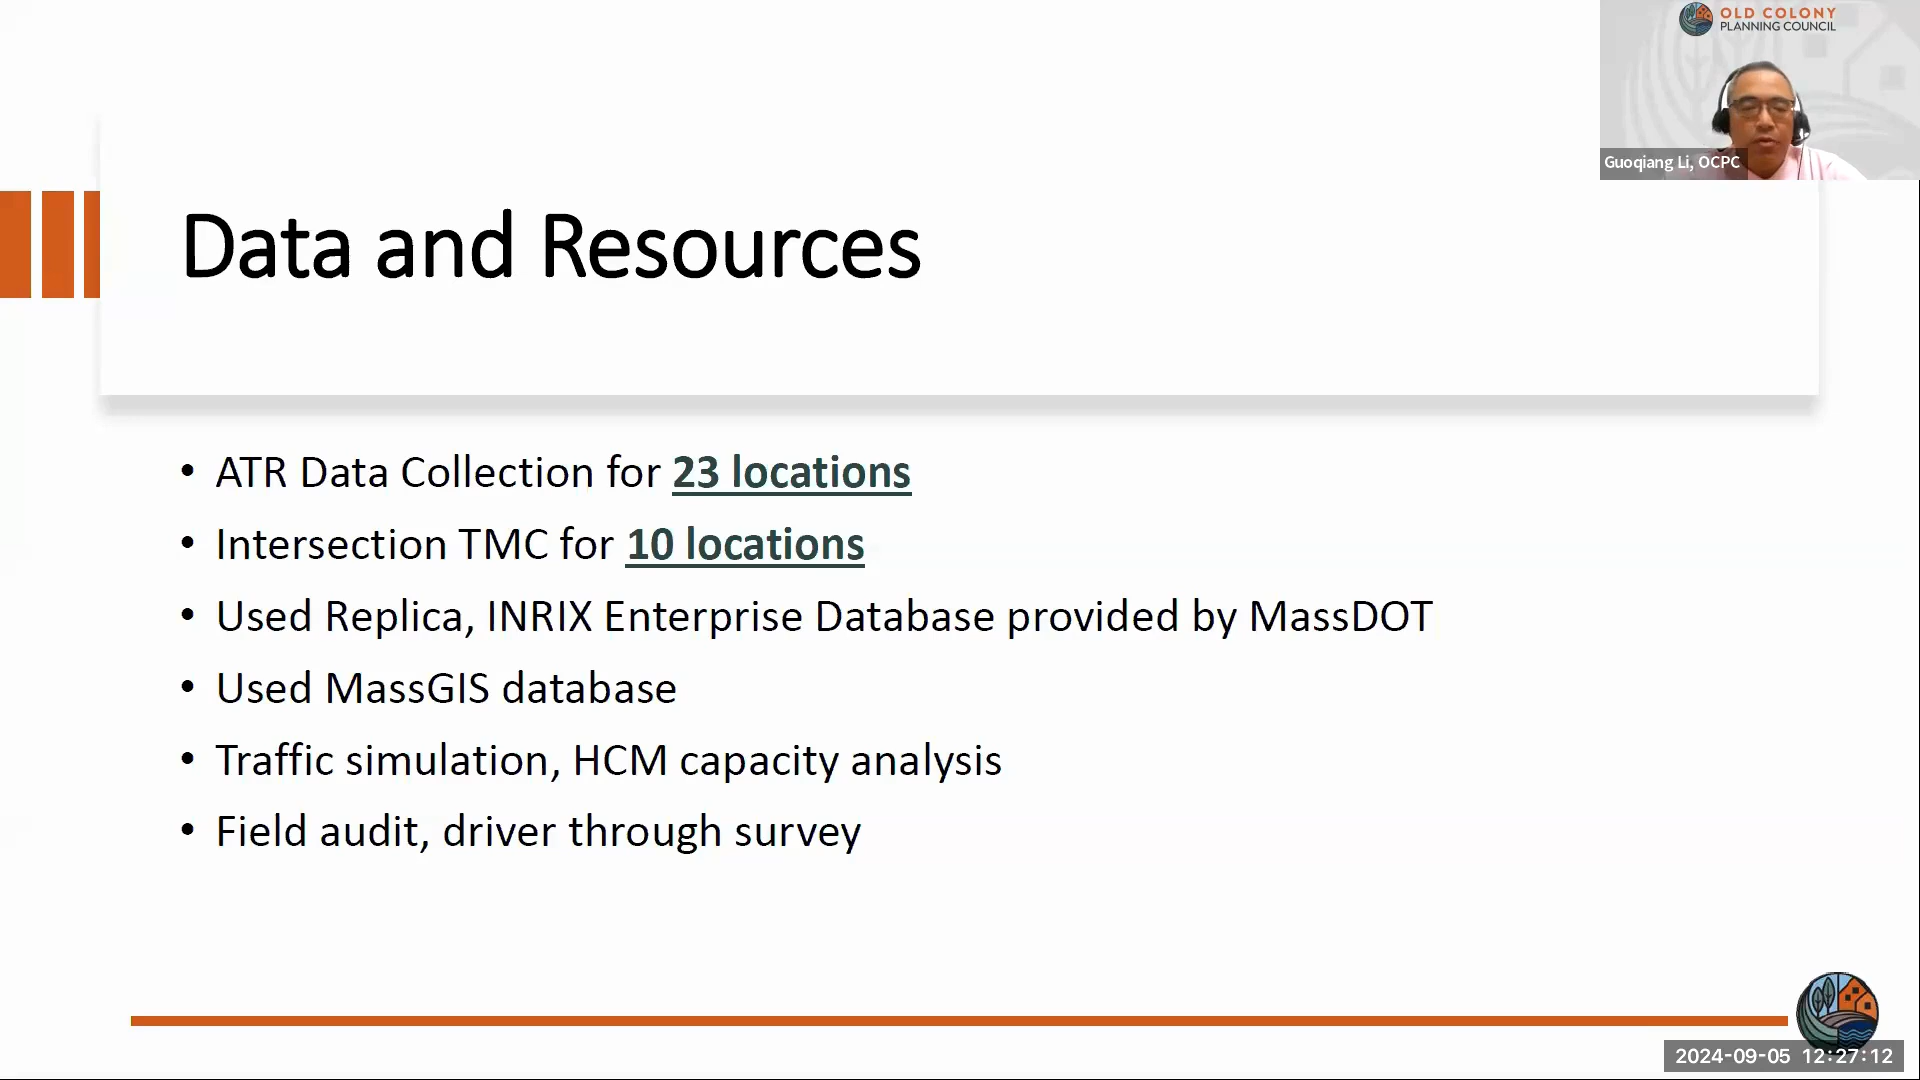 OLD COLONY
PLANNING COUNCIL
Guoqiang Li, OCPC
Data and Resources
• ATR Data Collection for 23 locations
• Intersection TMC for 10 locations
• Used Replica, INRIX Enterprise Database provided by MassDOT
• Used MassGIS database
• Traffic simulation, HCM capacity analysis
• Field audit, driver through survey
2024-09-05 12:27:12